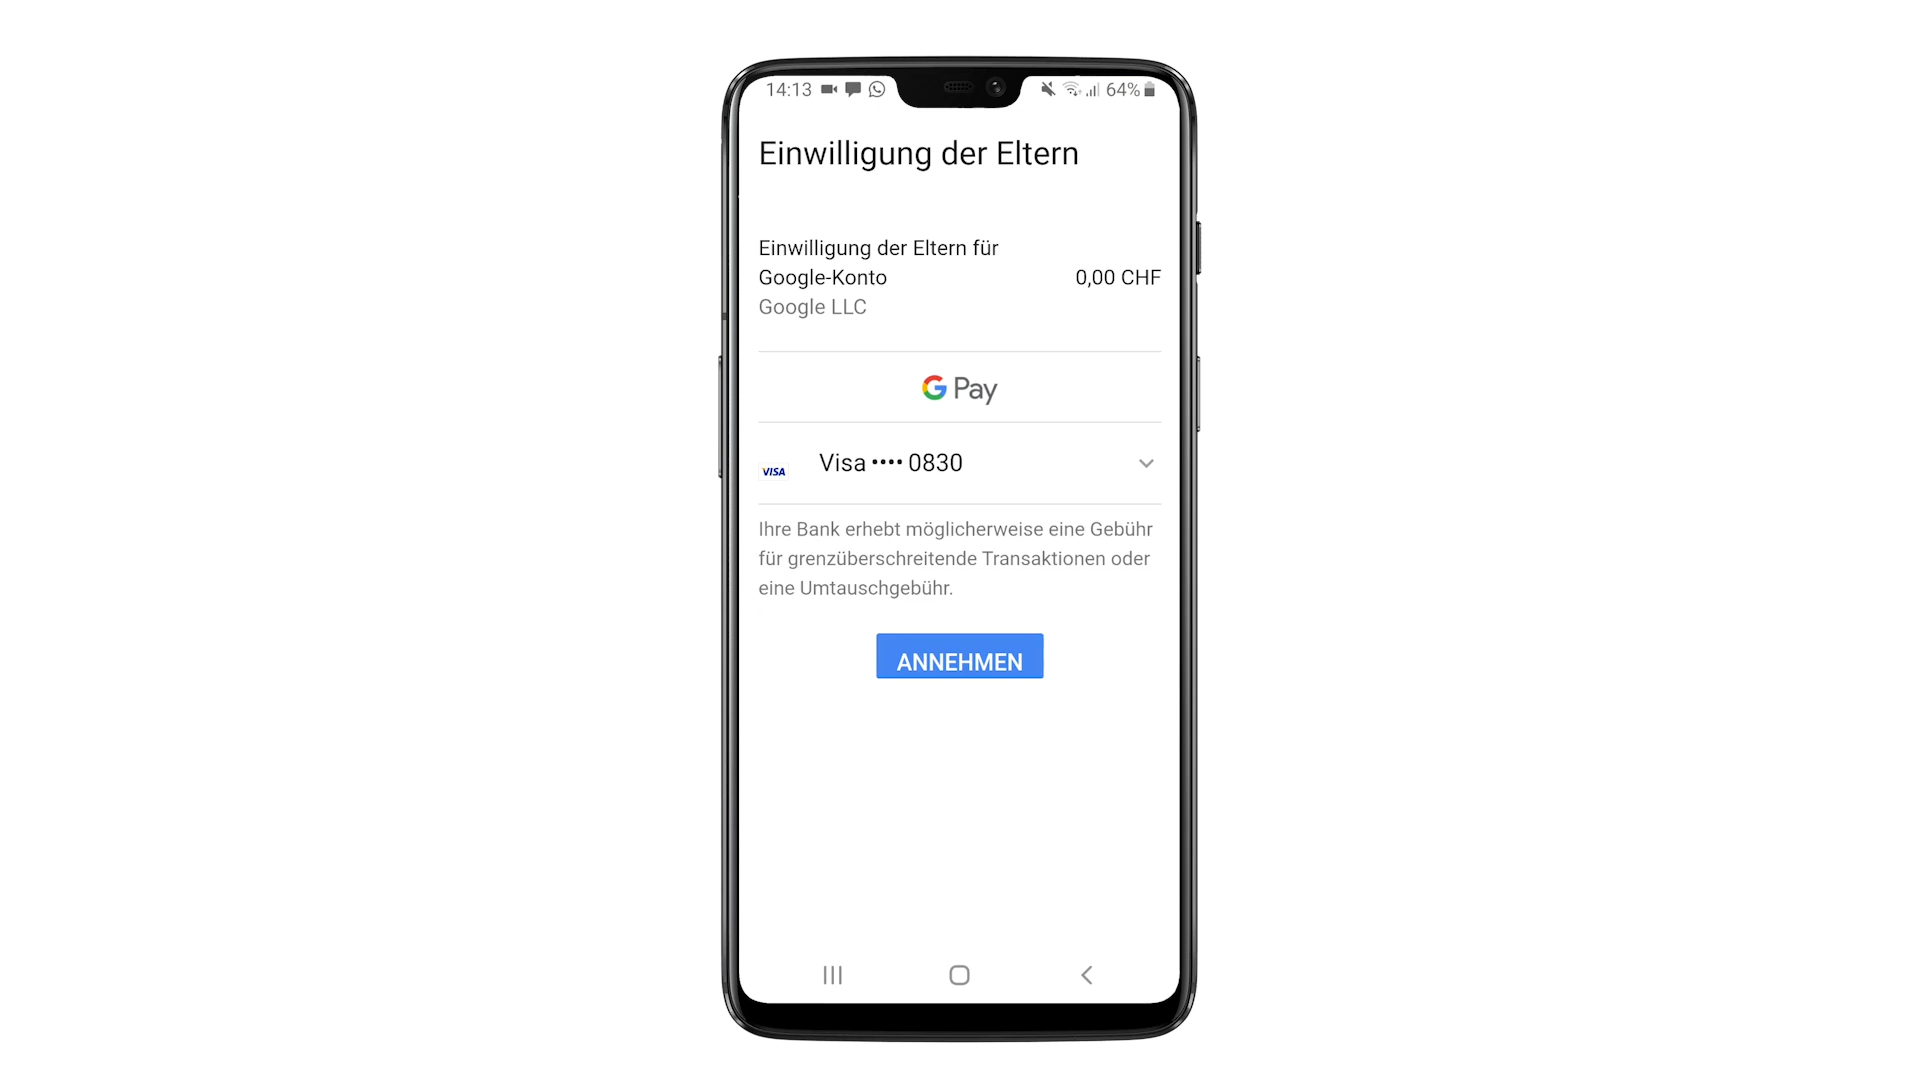 14:13 64%
Einwilligung der Eltern
Einwilligung der Eltern für
Google-Konto 0,00 CHF
Google LLC
G Pay
VISA Visa •••• 0830
Ihre Bank erhebt möglicherweise eine Gebühr
für grenzüberschreitende Transaktionen oder
eine Umtauschgebühr.
ANNEHMEN